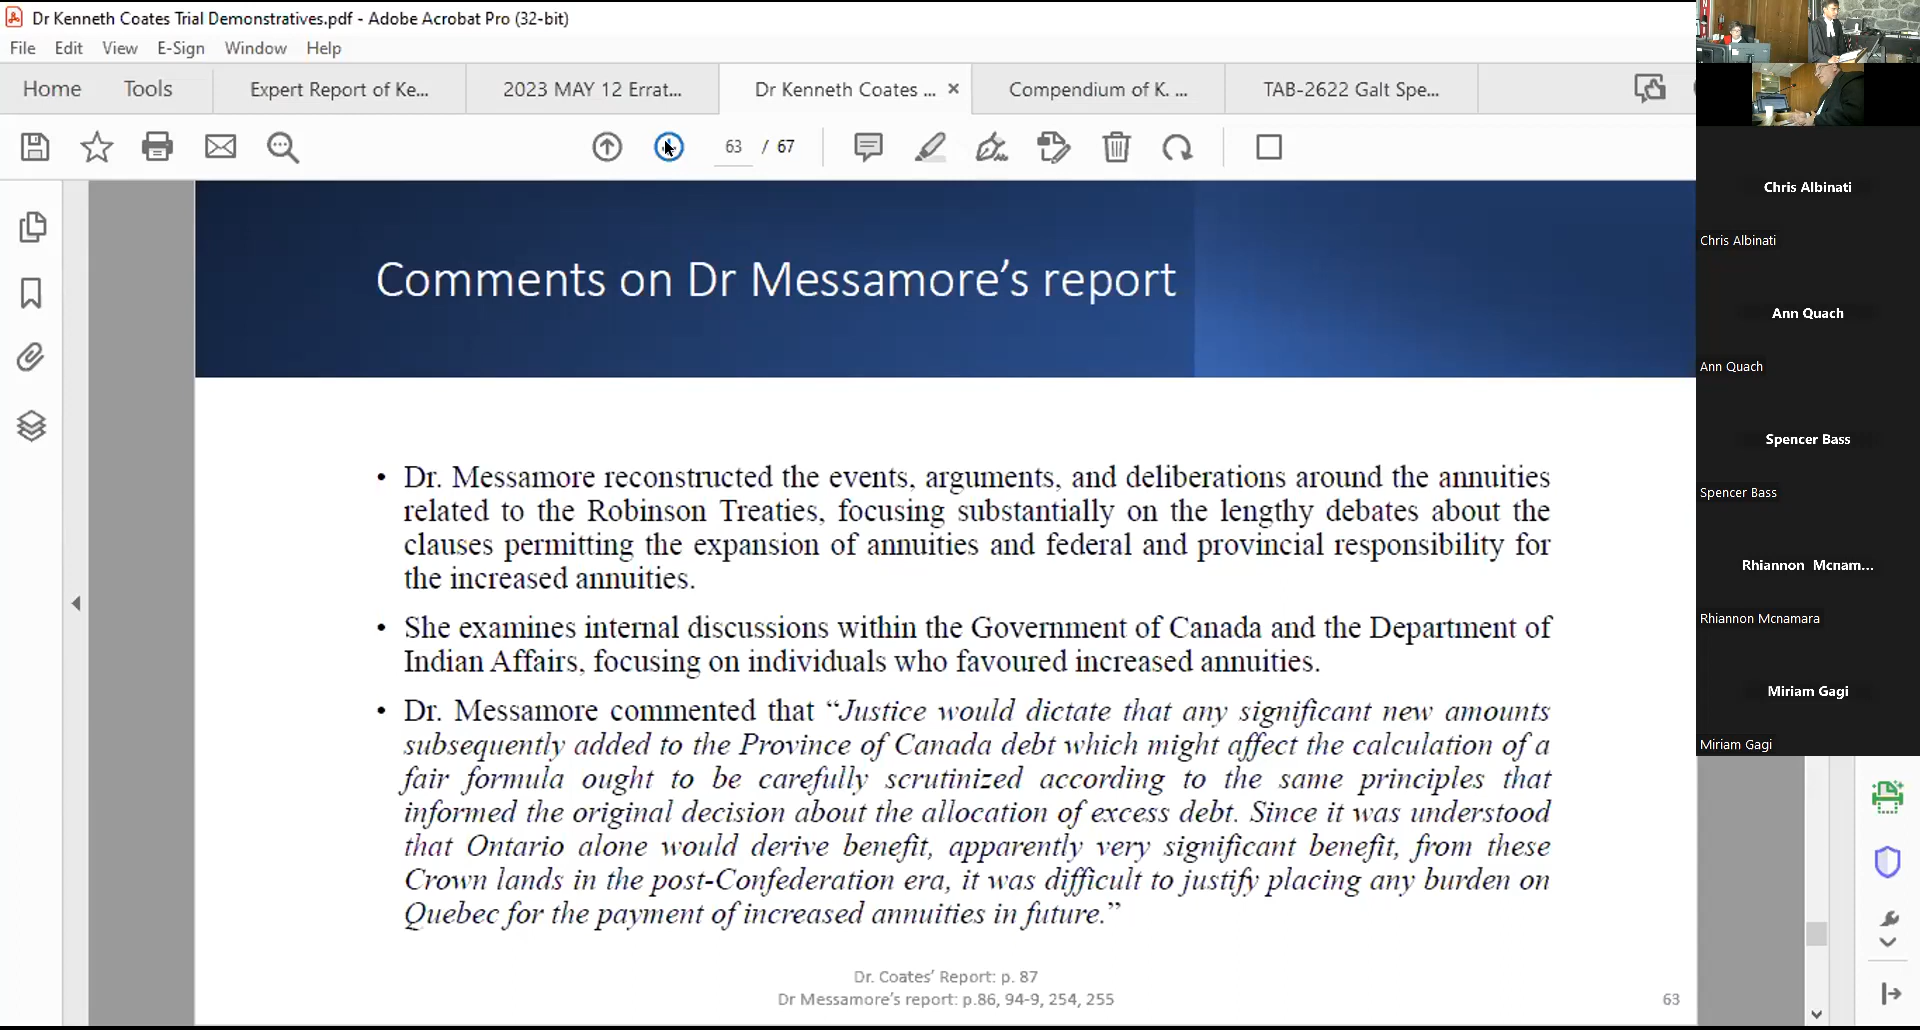 Dr Kenneth Coates Trial Demonstratives.pdf - Adobe Acrobat Pro (32-bit)
File Edit View E-Sign Window Help
Home Tools Expert Report of Ke... 2023 MAY 12 Errat... Dr Kenneth Coates ... × Compendium of K. ... TAB-2622 Galt Spe...
63 / 67
Comments on Dr Messamore’s report
• Dr. Messamore reconstructed the events, arguments, and deliberations around the annuities
related to the Robinson Treaties, focusing substantially on the lengthy debates about the
clauses permitting the expansion of annuities and federal and provincial responsibility for
the increased annuities.
• She examines internal discussions within the Government of Canada and the Department of
Indian Affairs, focusing on individuals who favoured increased annuities.
• Dr. Messamore commented that “Justice would dictate that any significant new amounts
subsequently added to the Province of Canada debt which might affect the calculation of a
fair formula ought to be carefully scrutinized according to the same principles that
informed the original decision about the allocation of excess debt. Since it was understood
that Ontario alone would derive benefit, apparently very significant benefit, from these
Crown lands in the post-Confederation era, it was difficult to justify placing any burden on
Quebec for the payment of increased annuities in future.”
Dr. Coates’ Report: p. 87
Dr Messamore’s report: p.86, 94-9, 254, 255
63
Chris Albinati
Chris Albinati
Ann Quach
Ann Quach
Spencer Bass
Spencer Bass
Rhiannon Mcnam...
Rhiannon Mcnamara
Miriam Gagi
Miriam Gagi